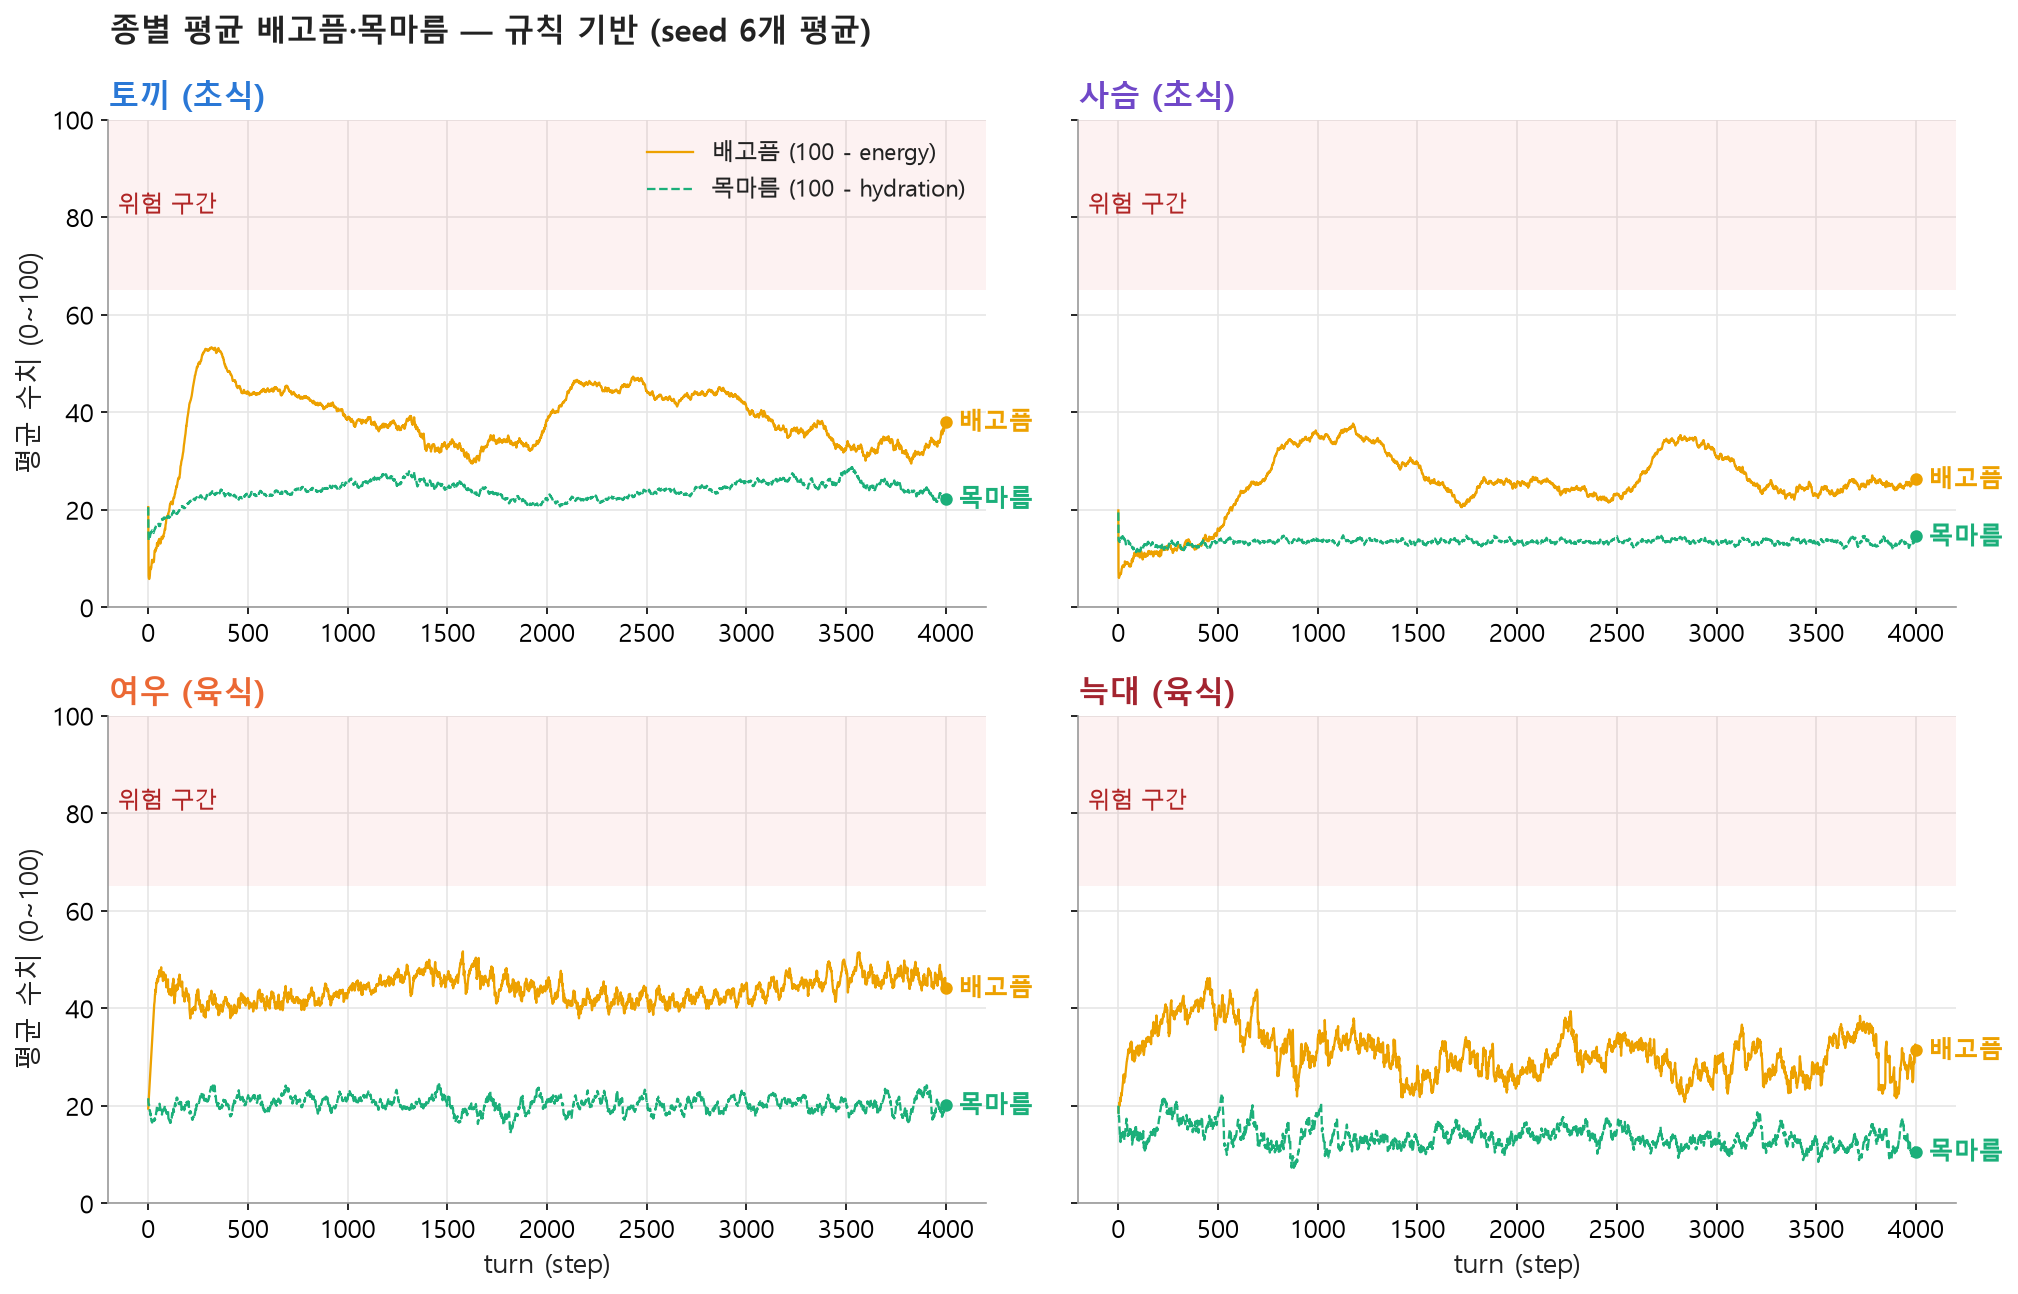 종별 평균 배고픔·목마름 — 규칙 기반 (seed 6개 평균)
토끼 (초식)
100
80
60
40
20
0
평균 수치 (0~100)
위험 구간
배고픔 (100 - energy)
목마름 (100 - hydration)
배고픔
목마름
0 500 1000 1500 2000 2500 3000 3500 4000
사슴 (초식)
위험 구간
배고픔
목마름
0 500 1000 1500 2000 2500 3000 3500 4000
여우 (육식)
100
80
60
40
20
0
평균 수치 (0~100)
위험 구간
배고픔
목마름
0 500 1000 1500 2000 2500 3000 3500 4000
turn (step)
늑대 (육식)
위험 구간
배고픔
목마름
0 500 1000 1500 2000 2500 3000 3500 4000
turn (step)